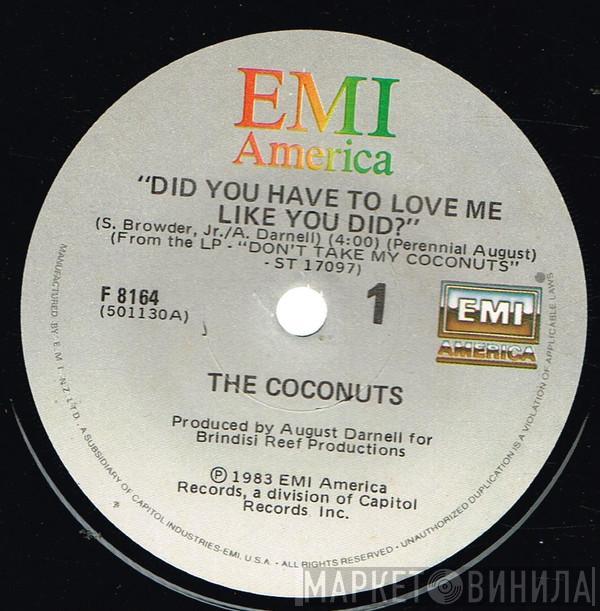 EMI
America
"DID YOU HAVE TO LOVE ME
LIKE YOU DID?"
(S. Browder, Jr./A. Darnell) (4:00) (Perennial August)
(From the LP - "DON'T TAKE MY COCONUTS"
- ST 17097)
F 8164
(501130A)
1
EMI
AMERICA
THE COCONUTS
Produced by August Darnell for
Brindisi Reef Productions
Ⓟ 1983 EMI America
Records, a division of Capitol
Records Inc.
MANUFACTURED BY E.M.I. N.Z. LTD. A SUBSIDIARY OF CAPITOL INDUSTRIES-EMI, U.S.A. • ALL RIGHTS RESERVED • UNAUTHORIZED DUPLICATION IS A VIOLATION OF APPLICABLE LAWS
МАРКЕТ ВИНИЛА